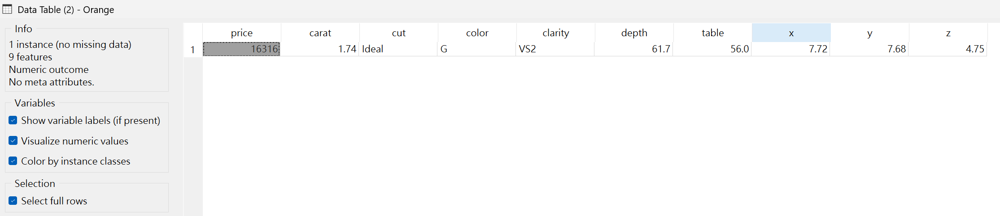 Data Table (2) - Orange
Info
1 instance (no missing data)
9 features
Numeric outcome
No meta attributes.
Variables
Show variable labels (if present)
Visualize numeric values
Color by instance classes
Selection
Select full rows
price carat cut color clarity depth table x y z
1 16316 1.74 Ideal G VS2 61.7 56.0 7.72 7.68 4.75